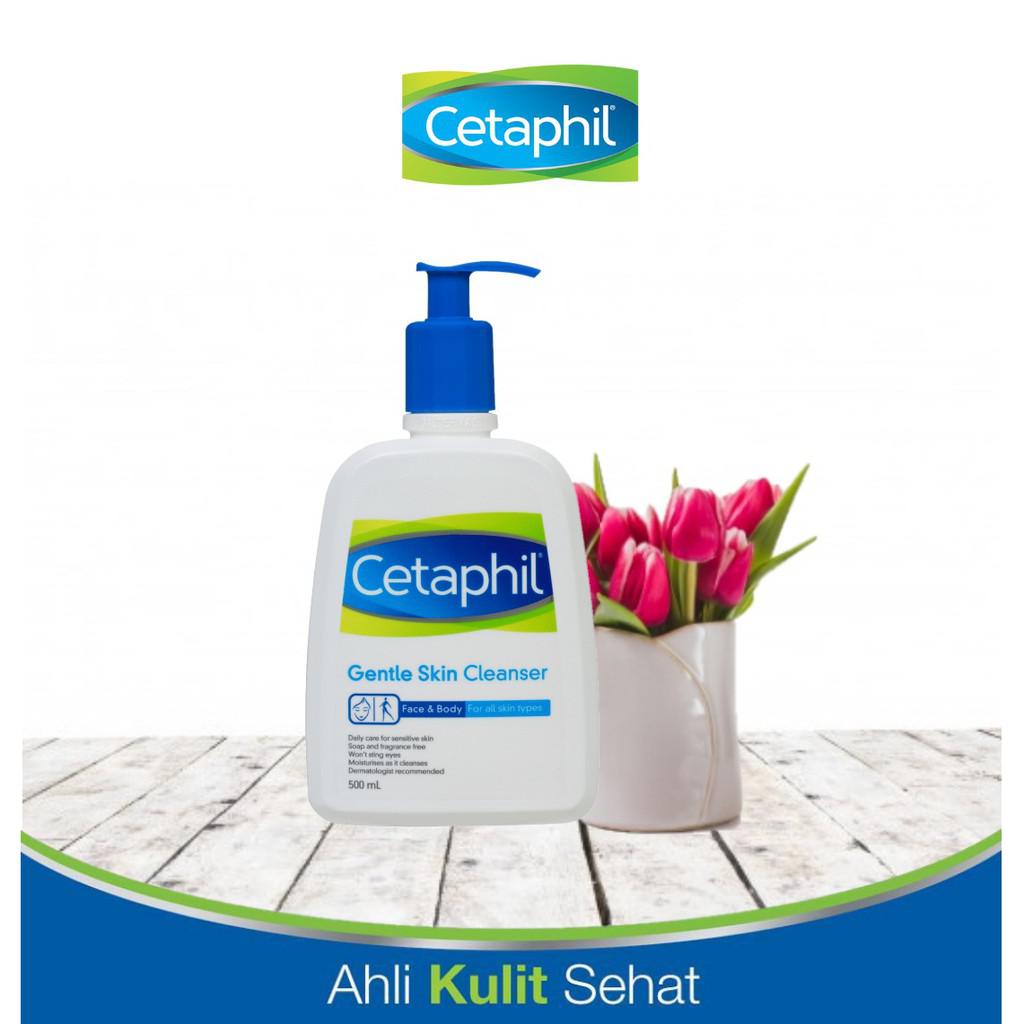 Cetaphil®
Cetaphil®
Gentle Skin Cleanser
Face & Body For all skin types
Daily care for sensitive skin
Soap and fragrance free
Won't sting eyes
Moisturises as it cleanses
Dermatologist recommended
500 mL
Ahli Kulit Sehat